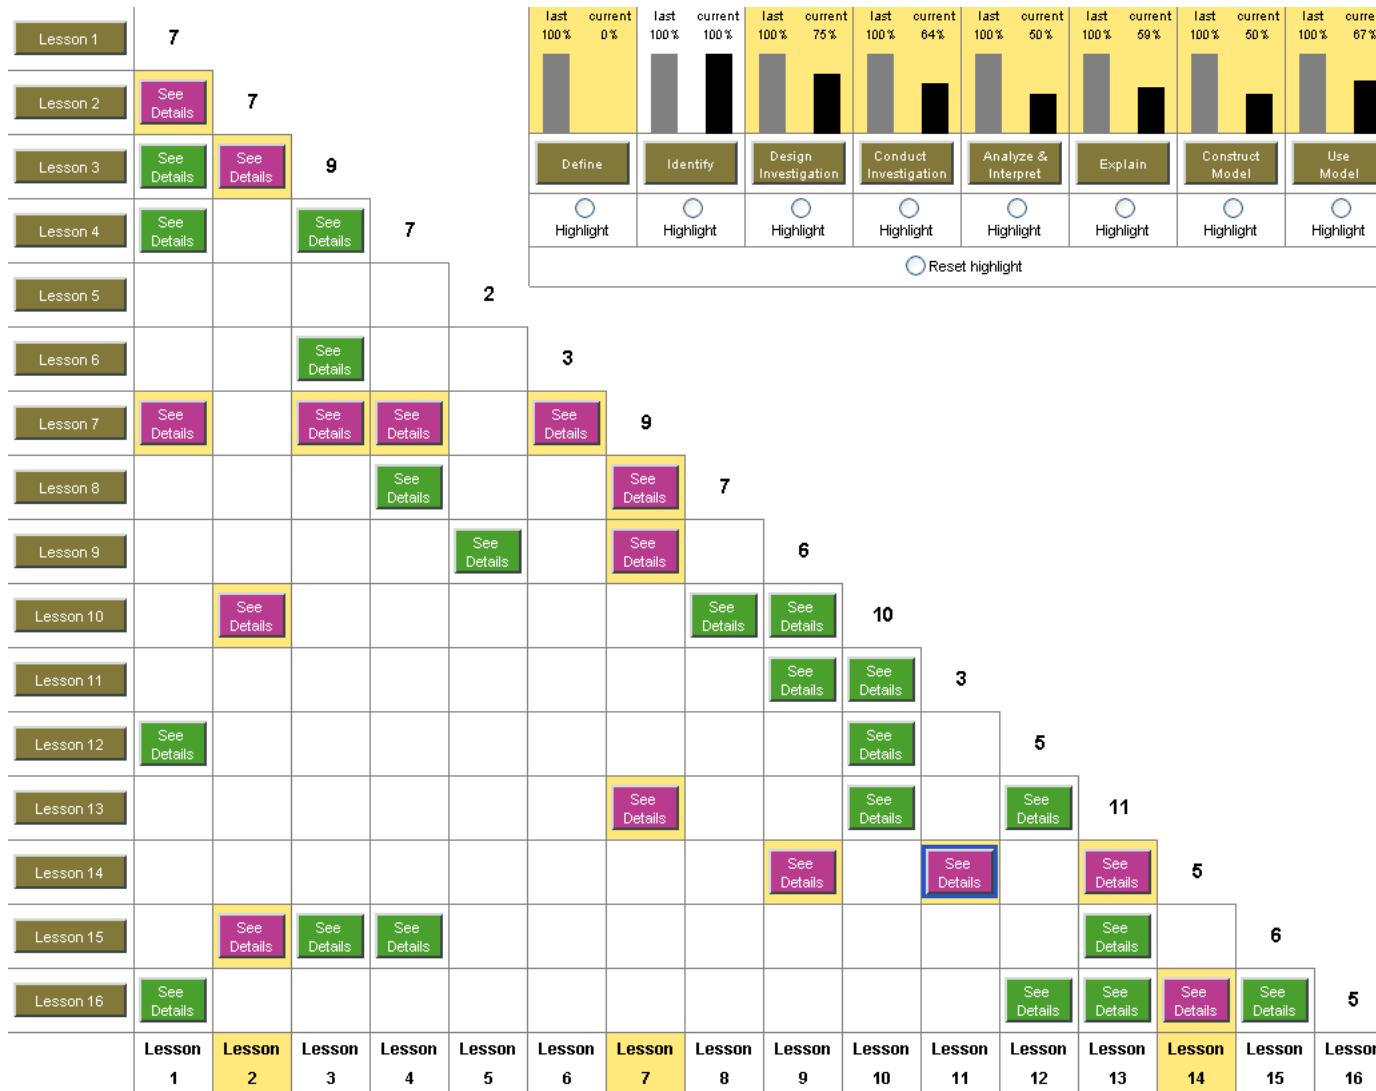 last current last current last current last current last current last current last current last curre
100% 0% 100% 100% 100% 75% 100% 64% 100% 50% 100% 59% 100% 50% 100% 67%
Lesson 1 7
Lesson 2 See Details 7
Define Identify Design Investigation Conduct Investigation Analyze & Interpret Explain Construct Model Use Model
Lesson 3 See Details See Details 9
Highlight Highlight Highlight Highlight Highlight Highlight Highlight Highlight
Lesson 4 See Details See Details 7
Reset highlight
Lesson 5 2
Lesson 6 See Details 3
Lesson 7 See Details See Details See Details See Details 9
Lesson 8 See Details See Details 7
Lesson 9 See Details See Details 6
Lesson 10 See Details See Details See Details 10
Lesson 11 See Details See Details 3
Lesson 12 See Details See Details 5
Lesson 13 See Details See Details See Details 11
Lesson 14 See Details See Details See Details 5
Lesson 15 See Details See Details See Details See Details 6
Lesson 16 See Details See Details See Details See Details See Details 5
Lesson Lesson Lesson Lesson Lesson Lesson Lesson Lesson Lesson Lesson Lesson Lesson Lesson Lesson Lesson Lesso
1 2 3 4 5 6 7 8 9 10 11 12 13 14 15 16